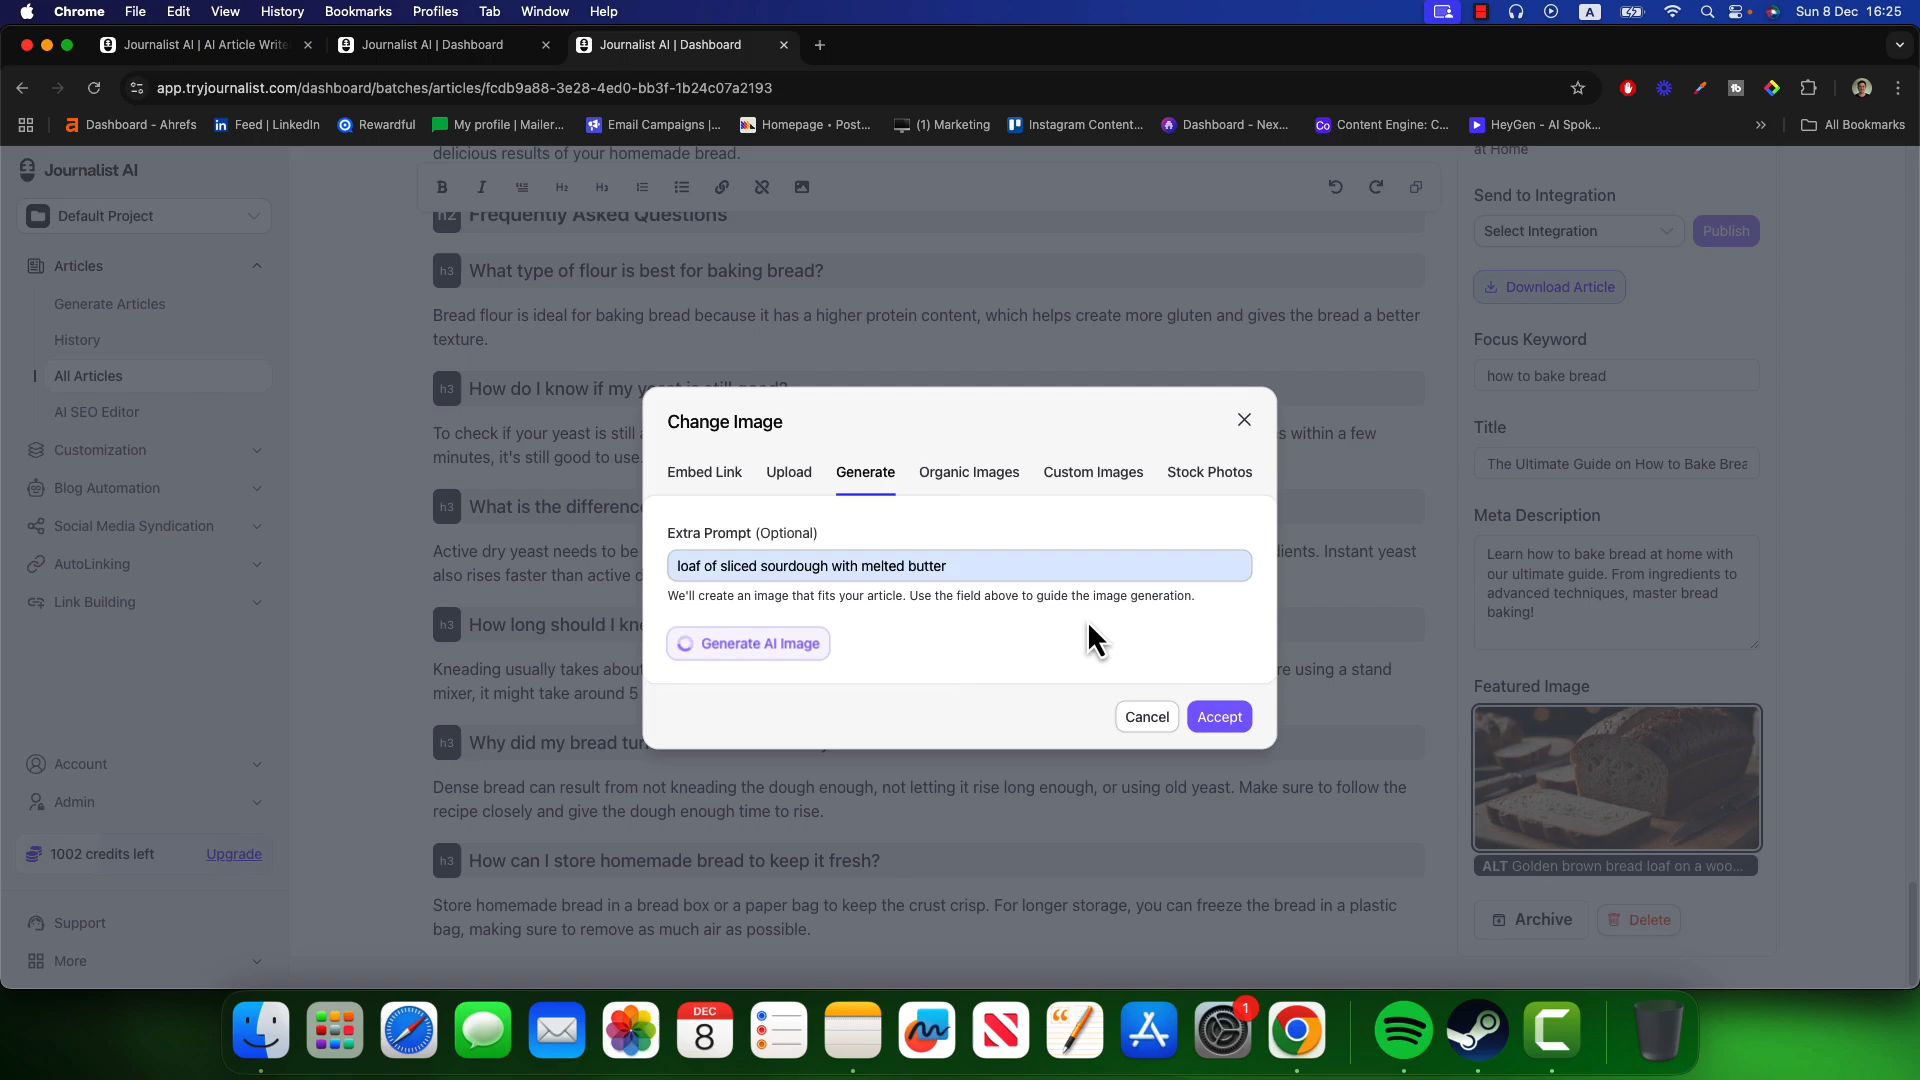 Chrome File Edit View History Bookmarks Profiles Tab Window Help
A Sun 8 Dec 16:25
Journalist AI | AI Article Write
Journalist AI | Dashboard
Journalist AI | Dashboard
app.tryjournalist.com/dashboard/batches/articles/fcdb9a88-3e28-4ed0-bb3f-1b24c07a2193
Dashboard - Ahrefs
Feed | LinkedIn
Rewardful
My profile | Mailer...
Email Campaigns |...
Homepage • Post...
(1) Marketing
Instagram Content...
Dashboard - Nex...
Content Engine: C...
HeyGen - AI Spok...
All Bookmarks
Journalist AI
Default Project
Articles
Generate Articles
History
All Articles
AI SEO Editor
Customization
Blog Automation
Social Media Syndication
AutoLinking
Link Building
Account
Admin
1002 credits left Upgrade
Support
More
delicious results of your homemade bread.
B I H2 H3
h2 Frequently Asked Questions
h3 What type of flour is best for baking bread?
Bread flour is ideal for baking bread because it has a higher protein content, which helps create more gluten and gives the bread a better
texture.
h3 How do I know if my yeast is still good?
To check if your yeast is still
s within a few
minutes, it's still good to use.
h3 What is the difference
Active dry yeast needs to be
ients. Instant yeast
also rises faster than active d
h3 How long should I kne
Kneading usually takes about
re using a stand
mixer, it might take around 5
h3 Why did my bread turn
Dense bread can result from not kneading the dough enough, not letting it rise long enough, or using old yeast. Make sure to follow the
recipe closely and give the dough enough time to rise.
h3 How can I store homemade bread to keep it fresh?
Store homemade bread in a bread box or a paper bag to keep the crust crisp. For longer storage, you can freeze the bread in a plastic
bag, making sure to remove as much air as possible.
Change Image
Embed Link Upload Generate Organic Images Custom Images Stock Photos
Extra Prompt (Optional)
loaf of sliced sourdough with melted butter
We'll create an image that fits your article. Use the field above to guide the image generation.
Generate AI Image
Cancel Accept
at Home
Send to Integration
Select Integration
Publish
Download Article
Focus Keyword
how to bake bread
Title
The Ultimate Guide on How to Bake Brea
Meta Description
Learn how to bake bread at home with
our ultimate guide. From ingredients to
advanced techniques, master bread
baking!
Featured Image
ALT Golden brown bread loaf on a woo...
Archive
Delete
DEC
8
1